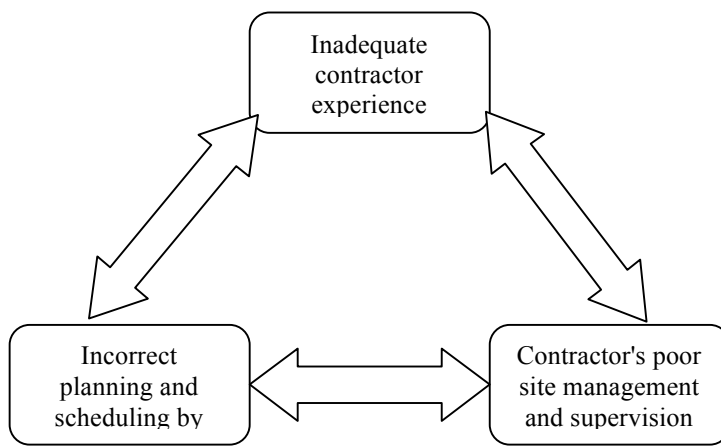 Inadequate
contractor
experience
Incorrect
planning and
scheduling by
Contractor's poor
site management
and supervision